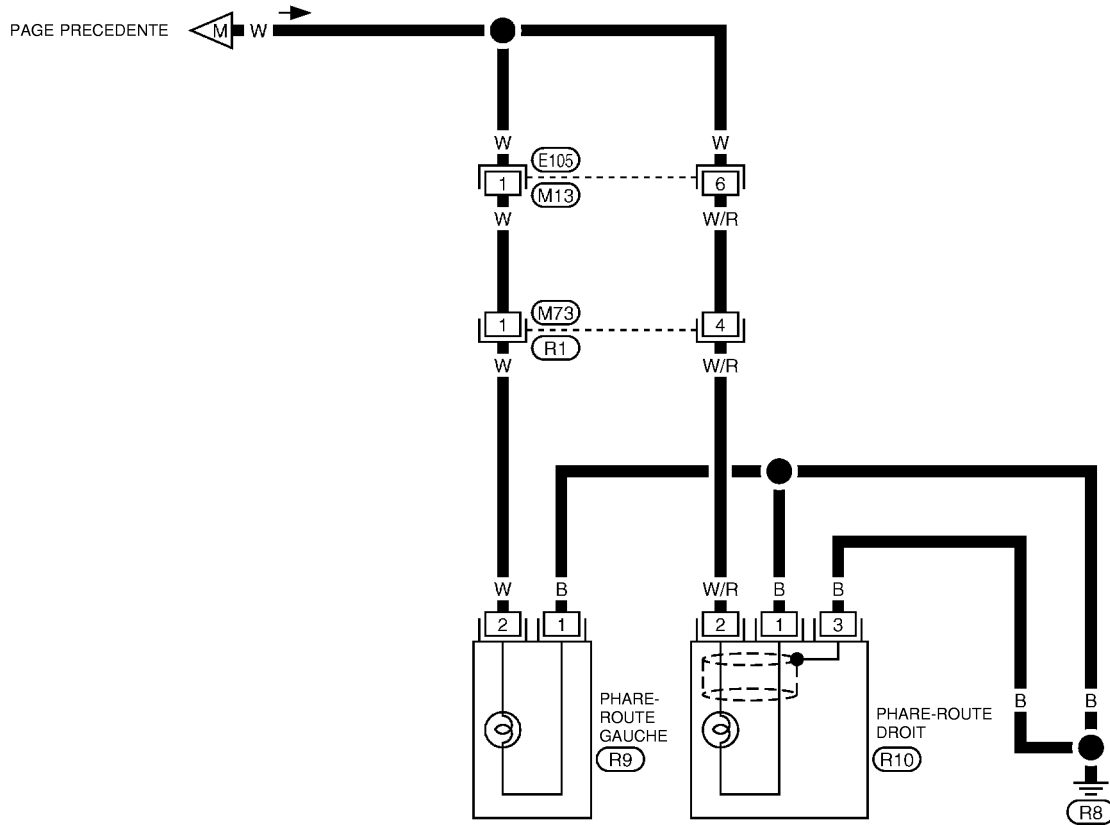 PAGE PRECEDENTE M W
W W
E105
1 6
M13
W W/R
M73
1 4
R1
W W/R
W B W/R B B
2 1 2 1 3
PHARE-
ROUTE
GAUCHE
R9
PHARE-ROUTE
DROIT
R10
B B
R8